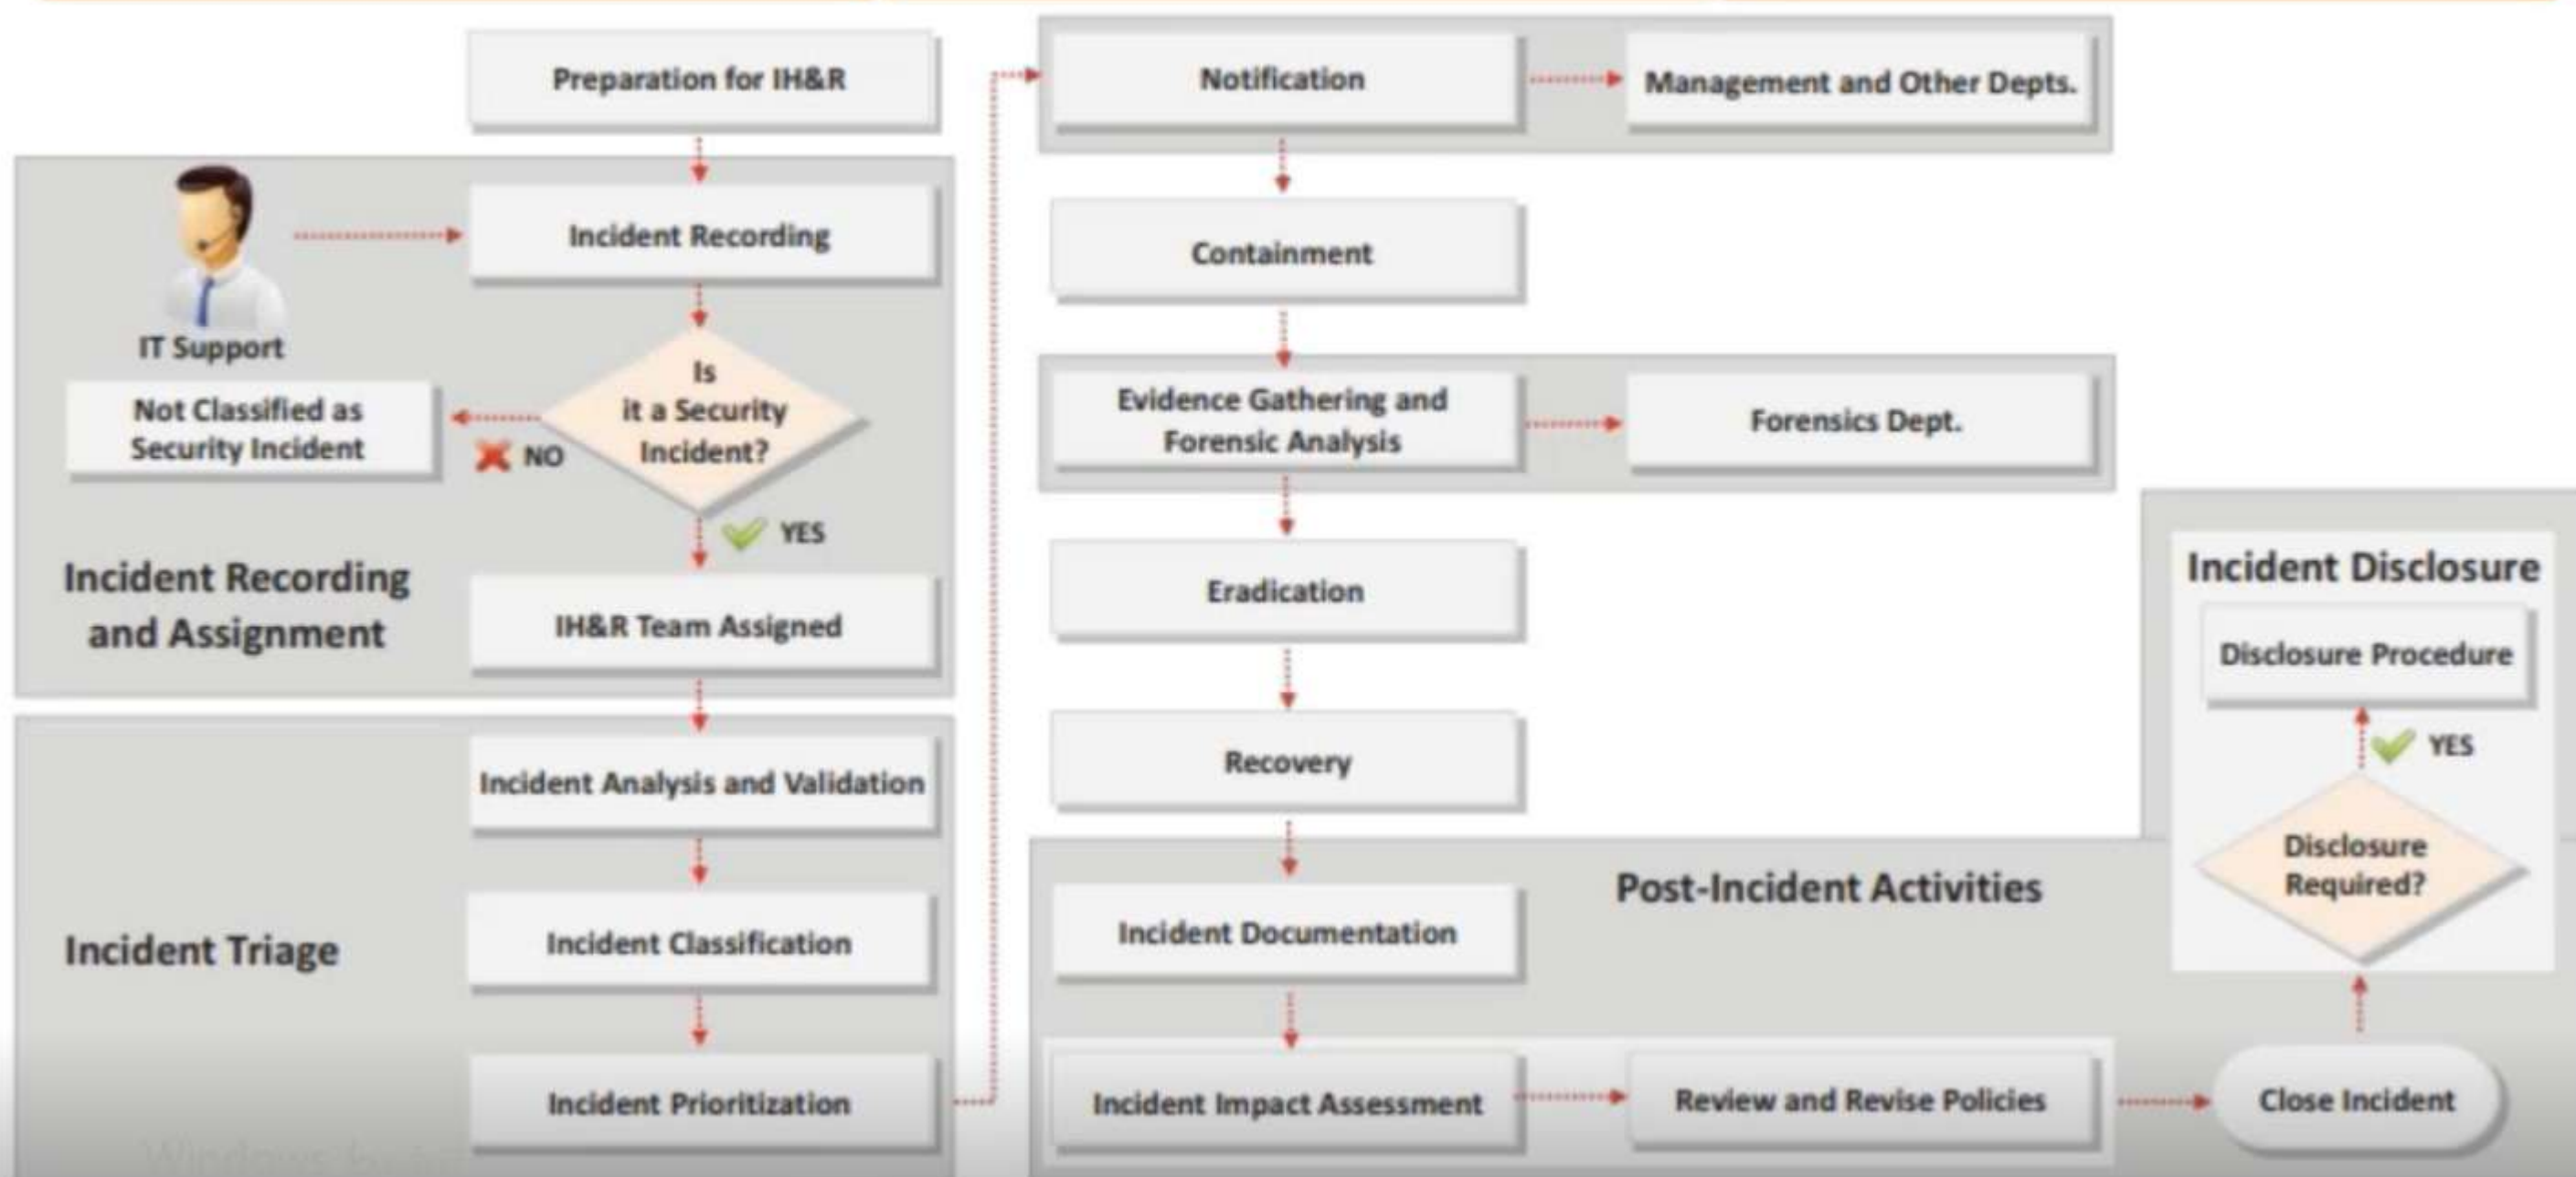 Preparation for IH&R
Incident Recording
IT Support
Is
it a Security
Incident?
Not Classified as
Security Incident
NO
YES
Incident Recording
and Assignment
IH&R Team Assigned
Incident Analysis and Validation
Incident Classification
Incident Triage
Incident Prioritization
Notification
Management and Other Depts.
Containment
Evidence Gathering and
Forensic Analysis
Forensics Dept.
Eradication
Recovery
Incident Documentation
Post-Incident Activities
Incident Impact Assessment
Review and Revise Policies
Close Incident
Disclosure
Required?
YES
Disclosure Procedure
Incident Disclosure
Windows